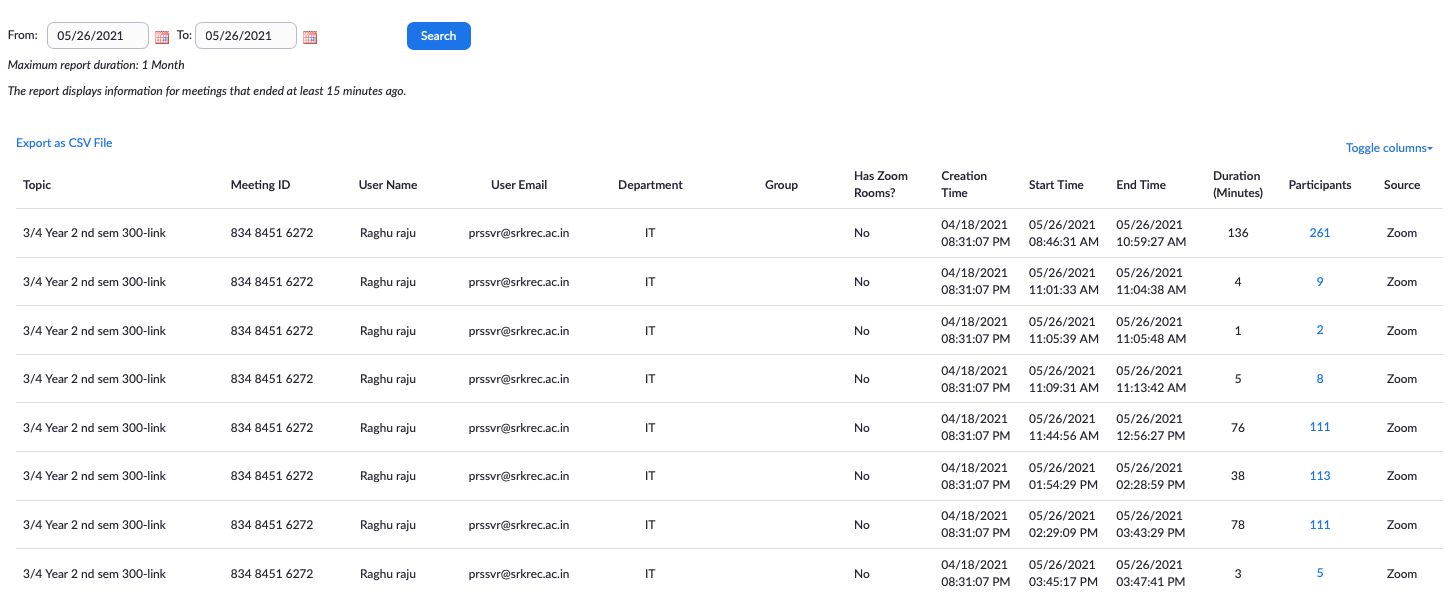 From: 05/26/2021 To: 05/26/2021 Search
Maximum report duration: 1 Month
The report displays information for meetings that ended at least 15 minutes ago.
Export as CSV File
Toggle columns
Topic Meeting ID User Name User Email Department Group Has Zoom Rooms? Creation Time Start Time End Time Duration (Minutes) Participants Source
3/4 Year 2 nd sem 300-link 834 8451 6272 Raghu raju prssvr@srkrec.ac.in IT No 04/18/2021 08:31:07 PM 05/26/2021 08:46:31 AM 05/26/2021 10:59:27 AM 136 261 Zoom
3/4 Year 2 nd sem 300-link 834 8451 6272 Raghu raju prssvr@srkrec.ac.in IT No 04/18/2021 08:31:07 PM 05/26/2021 11:01:33 AM 05/26/2021 11:04:38 AM 4 9 Zoom
3/4 Year 2 nd sem 300-link 834 8451 6272 Raghu raju prssvr@srkrec.ac.in IT No 04/18/2021 08:31:07 PM 05/26/2021 11:05:39 AM 05/26/2021 11:05:48 AM 1 2 Zoom
3/4 Year 2 nd sem 300-link 834 8451 6272 Raghu raju prssvr@srkrec.ac.in IT No 04/18/2021 08:31:07 PM 05/26/2021 11:09:31 AM 05/26/2021 11:13:42 AM 5 8 Zoom
3/4 Year 2 nd sem 300-link 834 8451 6272 Raghu raju prssvr@srkrec.ac.in IT No 04/18/2021 08:31:07 PM 05/26/2021 11:44:56 AM 05/26/2021 12:56:27 PM 76 111 Zoom
3/4 Year 2 nd sem 300-link 834 8451 6272 Raghu raju prssvr@srkrec.ac.in IT No 04/18/2021 08:31:07 PM 05/26/2021 01:54:29 PM 05/26/2021 02:28:59 PM 38 113 Zoom
3/4 Year 2 nd sem 300-link 834 8451 6272 Raghu raju prssvr@srkrec.ac.in IT No 04/18/2021 08:31:07 PM 05/26/2021 02:29:09 PM 05/26/2021 03:43:29 PM 78 111 Zoom
3/4 Year 2 nd sem 300-link 834 8451 6272 Raghu raju prssvr@srkrec.ac.in IT No 04/18/2021 08:31:07 PM 05/26/2021 03:45:17 PM 05/26/2021 03:47:41 PM 3 5 Zoom